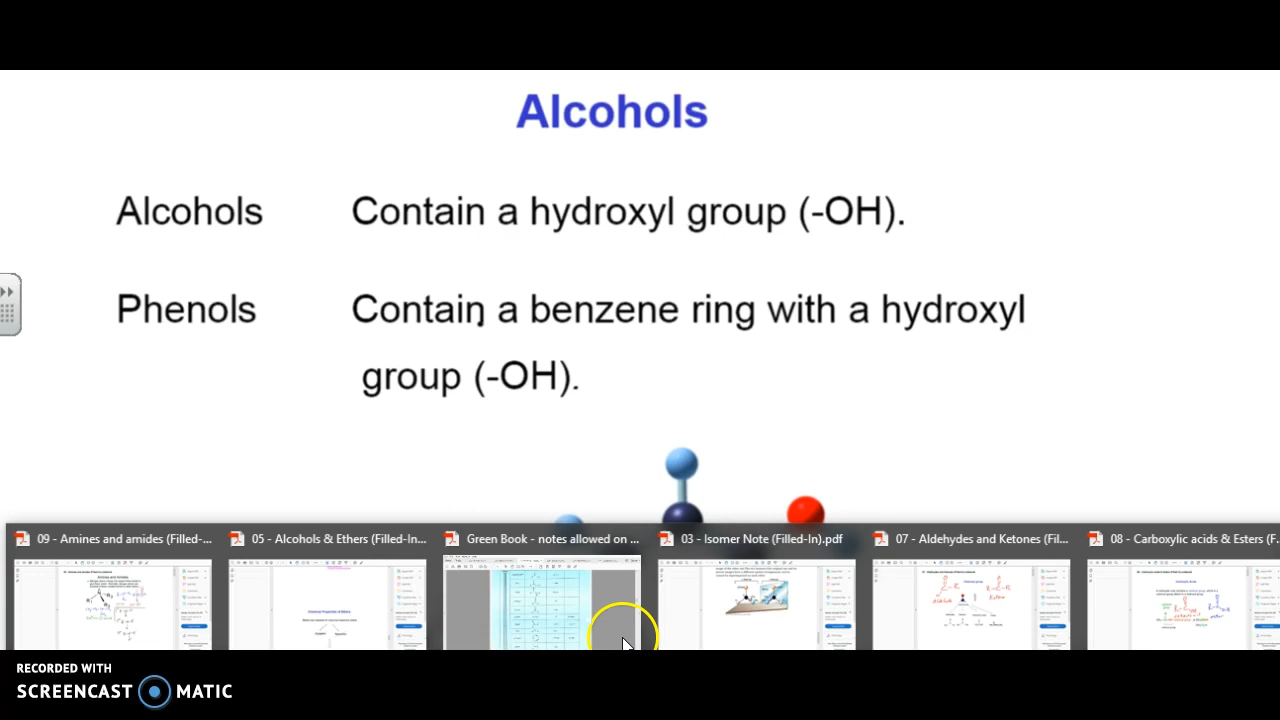 Alcohols
Alcohols Contain a hydroxyl group (-OH).
Phenols Contain a benzene ring with a hydroxyl
group (-OH).
09 - Amines and amides (Filled-... 05 - Alcohols & Ethers (Filled-In... Green Book - notes allowed on ... 03 - Isomer Note (Filled-In).pdf 07 - Aldehydes and Ketones (Fil... 08 - Carboxylic acids & Esters (F...
RECORDED WITH
SCREENCAST MATIC